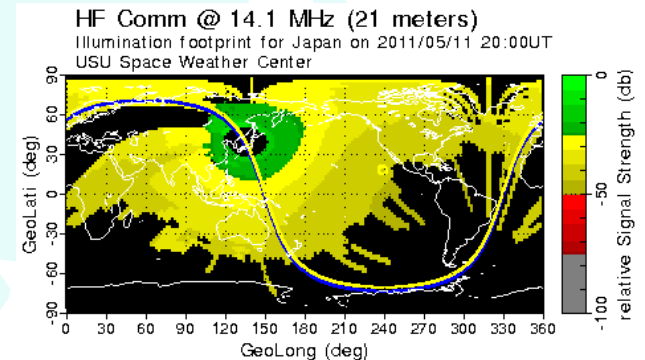 HF Comm @ 14.1 MHz (21 meters)
Illumination footprint for Japan on 2011/05/11 20:00UT
USU Space Weather Center
90
60
30
0
-30
-60
-90
GeoLati (deg)
0 30 60 90 120 150 180 210 240 270 300 330 360
GeoLong (deg)
0
-50
-100
relative Signal Strength (db)